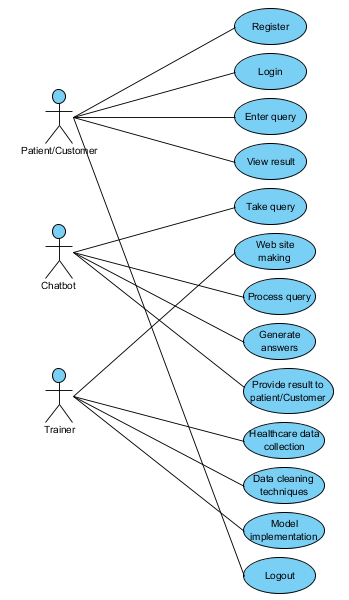 Register
Login
Enter query
Patient/Customer
View result
Take query
Web site
making
Chatbot
Process query
Generate
answers
Provide result to
patient/Customer
Trainer
Healthcare data
collection
Data cleaning
techniques
Model
implementation
Logout